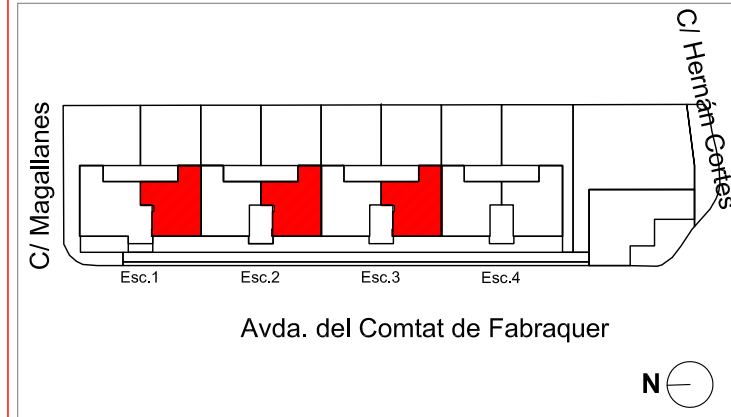 C/ Hernán Cortes
C/ Magallanes
Esc.1
Esc.2
Esc.3
Esc.4
Avda. del Comtat de Fabraquer
N